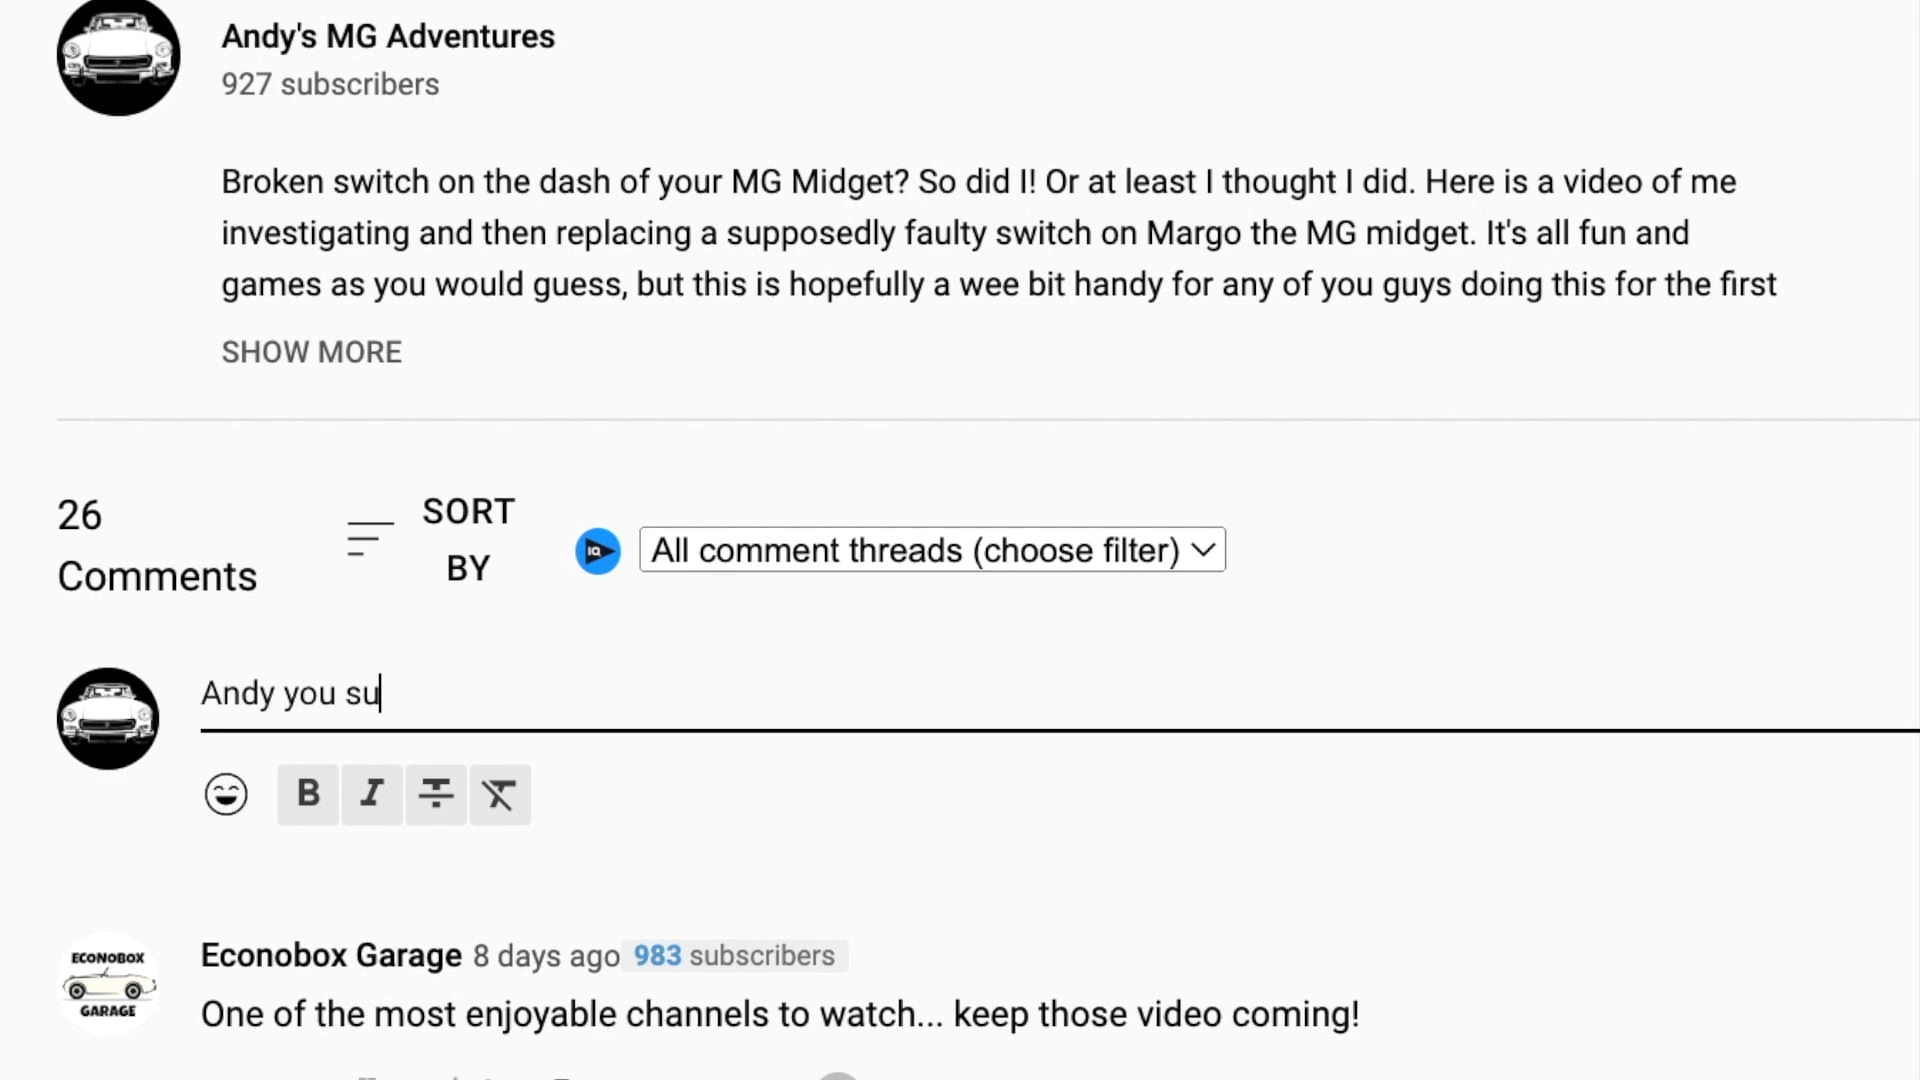 Andy's MG Adventures
927 subscribers
Broken switch on the dash of your MG Midget? So did I! Or at least I thought I did. Here is a video of me
investigating and then replacing a supposedly faulty switch on Margo the MG midget. It's all fun and
games as you would guess, but this is hopefully a wee bit handy for any of you guys doing this for the first
SHOW MORE
26
Comments
SORT
BY
IQ
All comment threads (choose filter)
Andy you su
B I
ECONOBOX
GARAGE
Econobox Garage 8 days ago 983 subscribers
One of the most enjoyable channels to watch... keep those video coming!